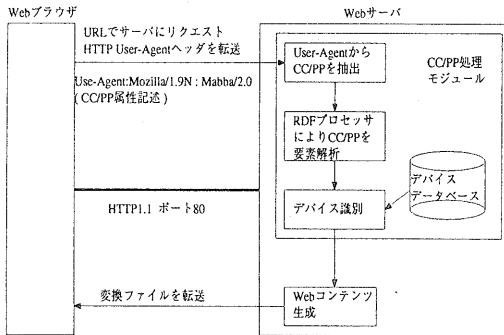 Webブラウザ
Webサーバ
URLでサーバにリクエスト
HTTP User-Agentヘッダを転送
Use-Agent:Mozilla/1.9N : Mabba/2.0
( CC/PP属性記述 )
User-Agentから
CC/PPを抽出
CC/PP処理
モジュール
RDFプロセッサ
によりCC/PPを
要素解析
デバイス
データベース
デバイス識別
HTTP1.1 ポート80
変換ファイルを転送
Webコンテンツ
生成